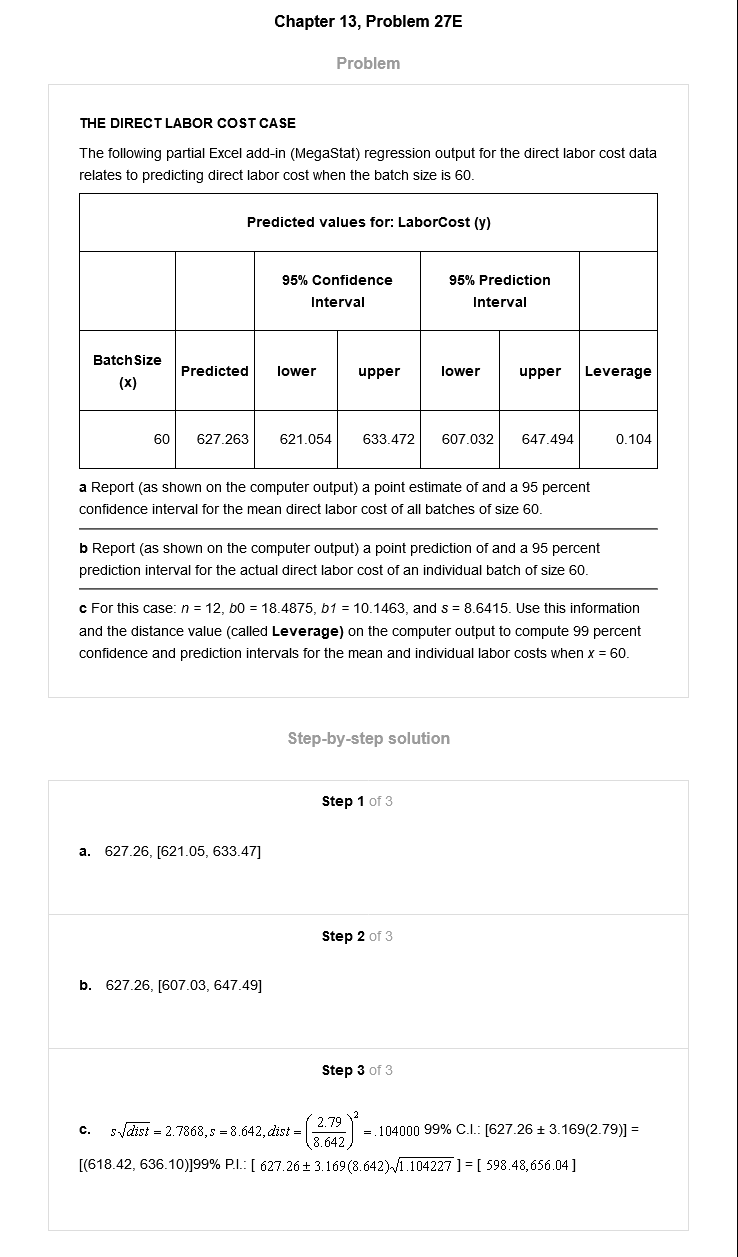 Chapter 13, Problem 27E
Problem
THE DIRECT LABOR COST CASE
The following partial Excel add-in (MegaStat) regression output for the direct labor cost data
relates to predicting direct labor cost when the batch size is 60.
Predicted values for: LaborCost (y)
95% Confidence Interval 95% Prediction Interval
BatchSize (x) Predicted lower upper lower upper Leverage
60 627.263 621.054 633.472 607.032 647.494 0.104
a Report (as shown on the computer output) a point estimate of and a 95 percent
confidence interval for the mean direct labor cost of all batches of size 60.
b Report (as shown on the computer output) a point prediction of and a 95 percent
prediction interval for the actual direct labor cost of an individual batch of size 60.
c For this case: n = 12, b0 = 18.4875, b1 = 10.1463, and s = 8.6415. Use this information
and the distance value (called Leverage) on the computer output to compute 99 percent
confidence and prediction intervals for the mean and individual labor costs when x = 60.
Step-by-step solution
Step 1 of 3
a. 627.26, [621.05, 633.47]
Step 2 of 3
b. 627.26, [607.03, 647.49]
Step 3 of 3
c. s√dist = 2.7868, s = 8.642, dist = (2.79/8.642)² = .104000 99% C.I.: [627.26 ± 3.169(2.79)] =
[(618.42, 636.10)]99% P.I.: [ 627.26 ± 3.169(8.642)√1.104227 ] = [ 598.48,656.04 ]